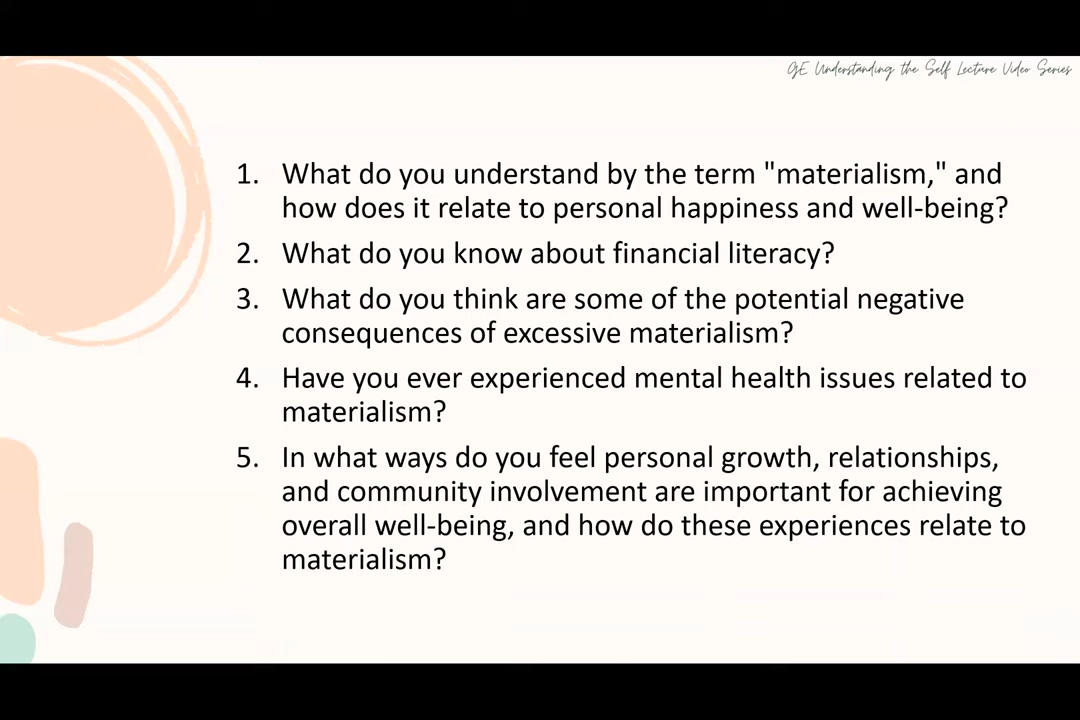 GE Understanding the Self Lecture Video Series
1. What do you understand by the term "materialism," and
how does it relate to personal happiness and well-being?
2. What do you know about financial literacy?
3. What do you think are some of the potential negative
consequences of excessive materialism?
4. Have you ever experienced mental health issues related to
materialism?
5. In what ways do you feel personal growth, relationships,
and community involvement are important for achieving
overall well-being, and how do these experiences relate to
materialism?